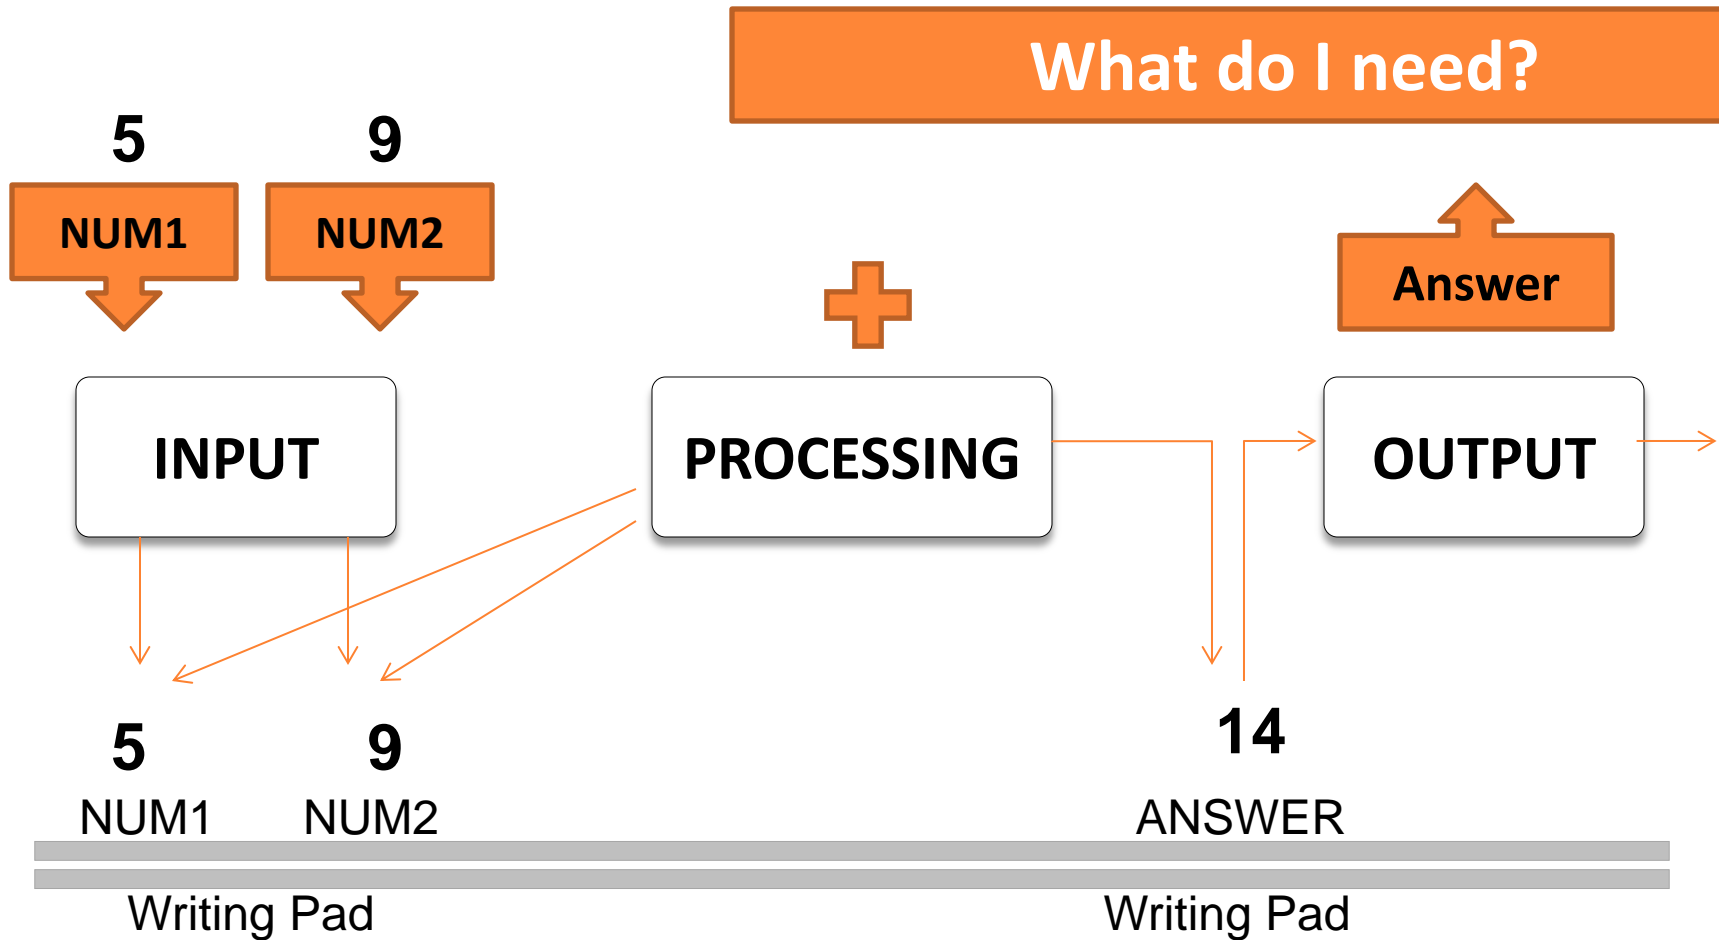 What do I need?
5 9
NUM1 NUM2
Answer
INPUT PROCESSING OUTPUT
5 9 14
NUM1 NUM2 ANSWER
Writing Pad Writing Pad